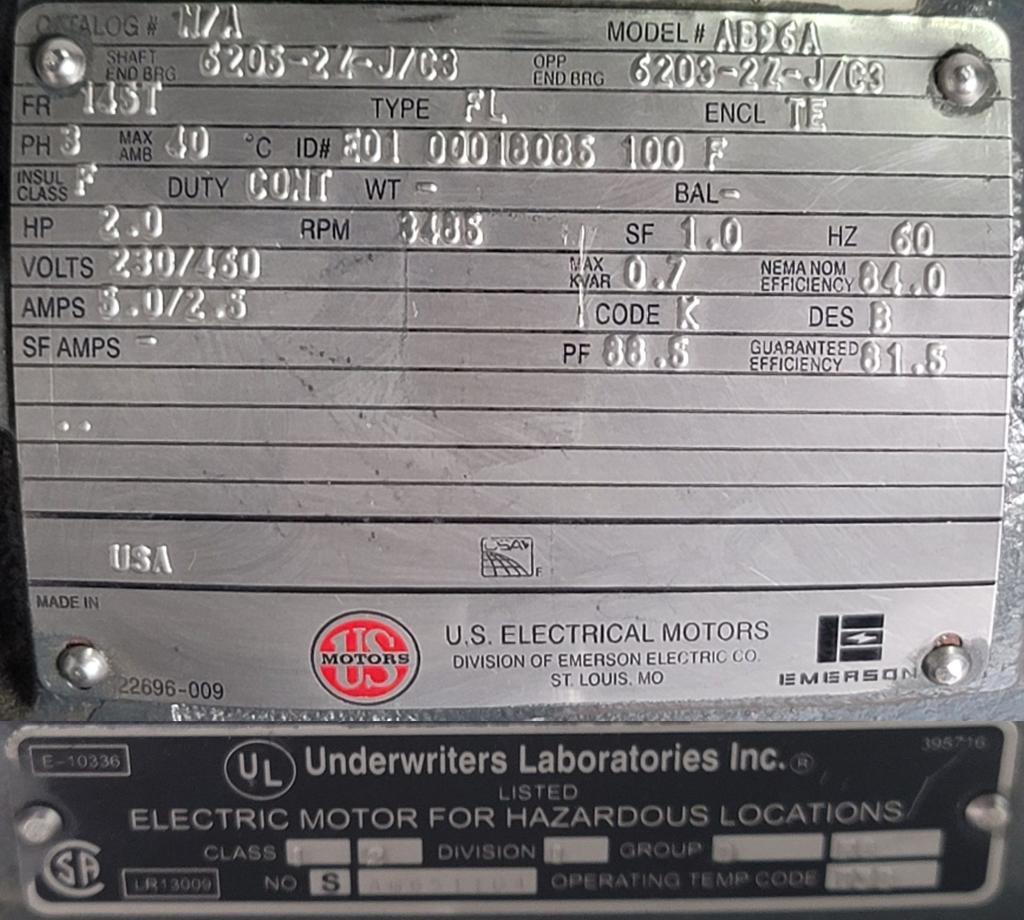 CATALOG # N/A MODEL # AB96A
SHAFT END BRG 6205-2Z-J/C3 OPP END BRG 6203-2Z-J/C3
FR 145T TYPE FL ENCL TE
PH 3 MAX AMB 40 °C ID# E01 00018086 100 F
INSUL CLASS F DUTY CONT WT - BAL -
HP 2.0 RPM 3485 SF 1.0 HZ 60
VOLTS 230/460 MAX KVAR 0.7 NEMA NOM EFFICIENCY 84.0
AMPS 5.0/2.5 CODE K DES B
SF AMPS - PF 88.5 GUARANTEED EFFICIENCY 81.5
..
USA
MADE IN
22696-009
US MOTORS
U.S. ELECTRICAL MOTORS
DIVISION OF EMERSON ELECTRIC CO.
ST. LOUIS, MO
EMERSON
E-10336 UL Underwriters Laboratories Inc.® 395716
LISTED
ELECTRIC MOTOR FOR HAZARDOUS LOCATIONS
CLASS DIVISION GROUP
LR13009 NO S OPERATING TEMP CODE